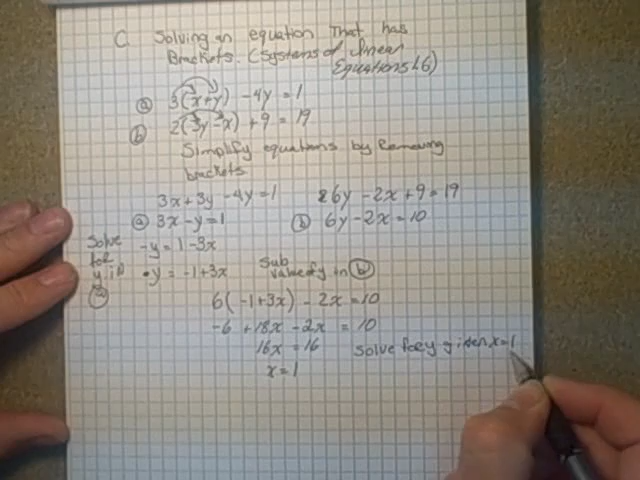 C. Solving an equation That has
Brackets. (Systems of linear
Equations L6)
a 3(x+y) -4y = 1
b 2(3y-x) +9 = 19
Simplify equations by Removing
brackets
3x+3y-4y=1 6y-2x+9=19
a 3x-y=1 b 6y-2x=10
Solve for y in a
-y = 1-3x
y = -1+3x
Sub value of y in b
6(-1+3x) - 2x = 10
-6 +18x -2x = 10
16x = 16
x = 1
Solve for y given x=1